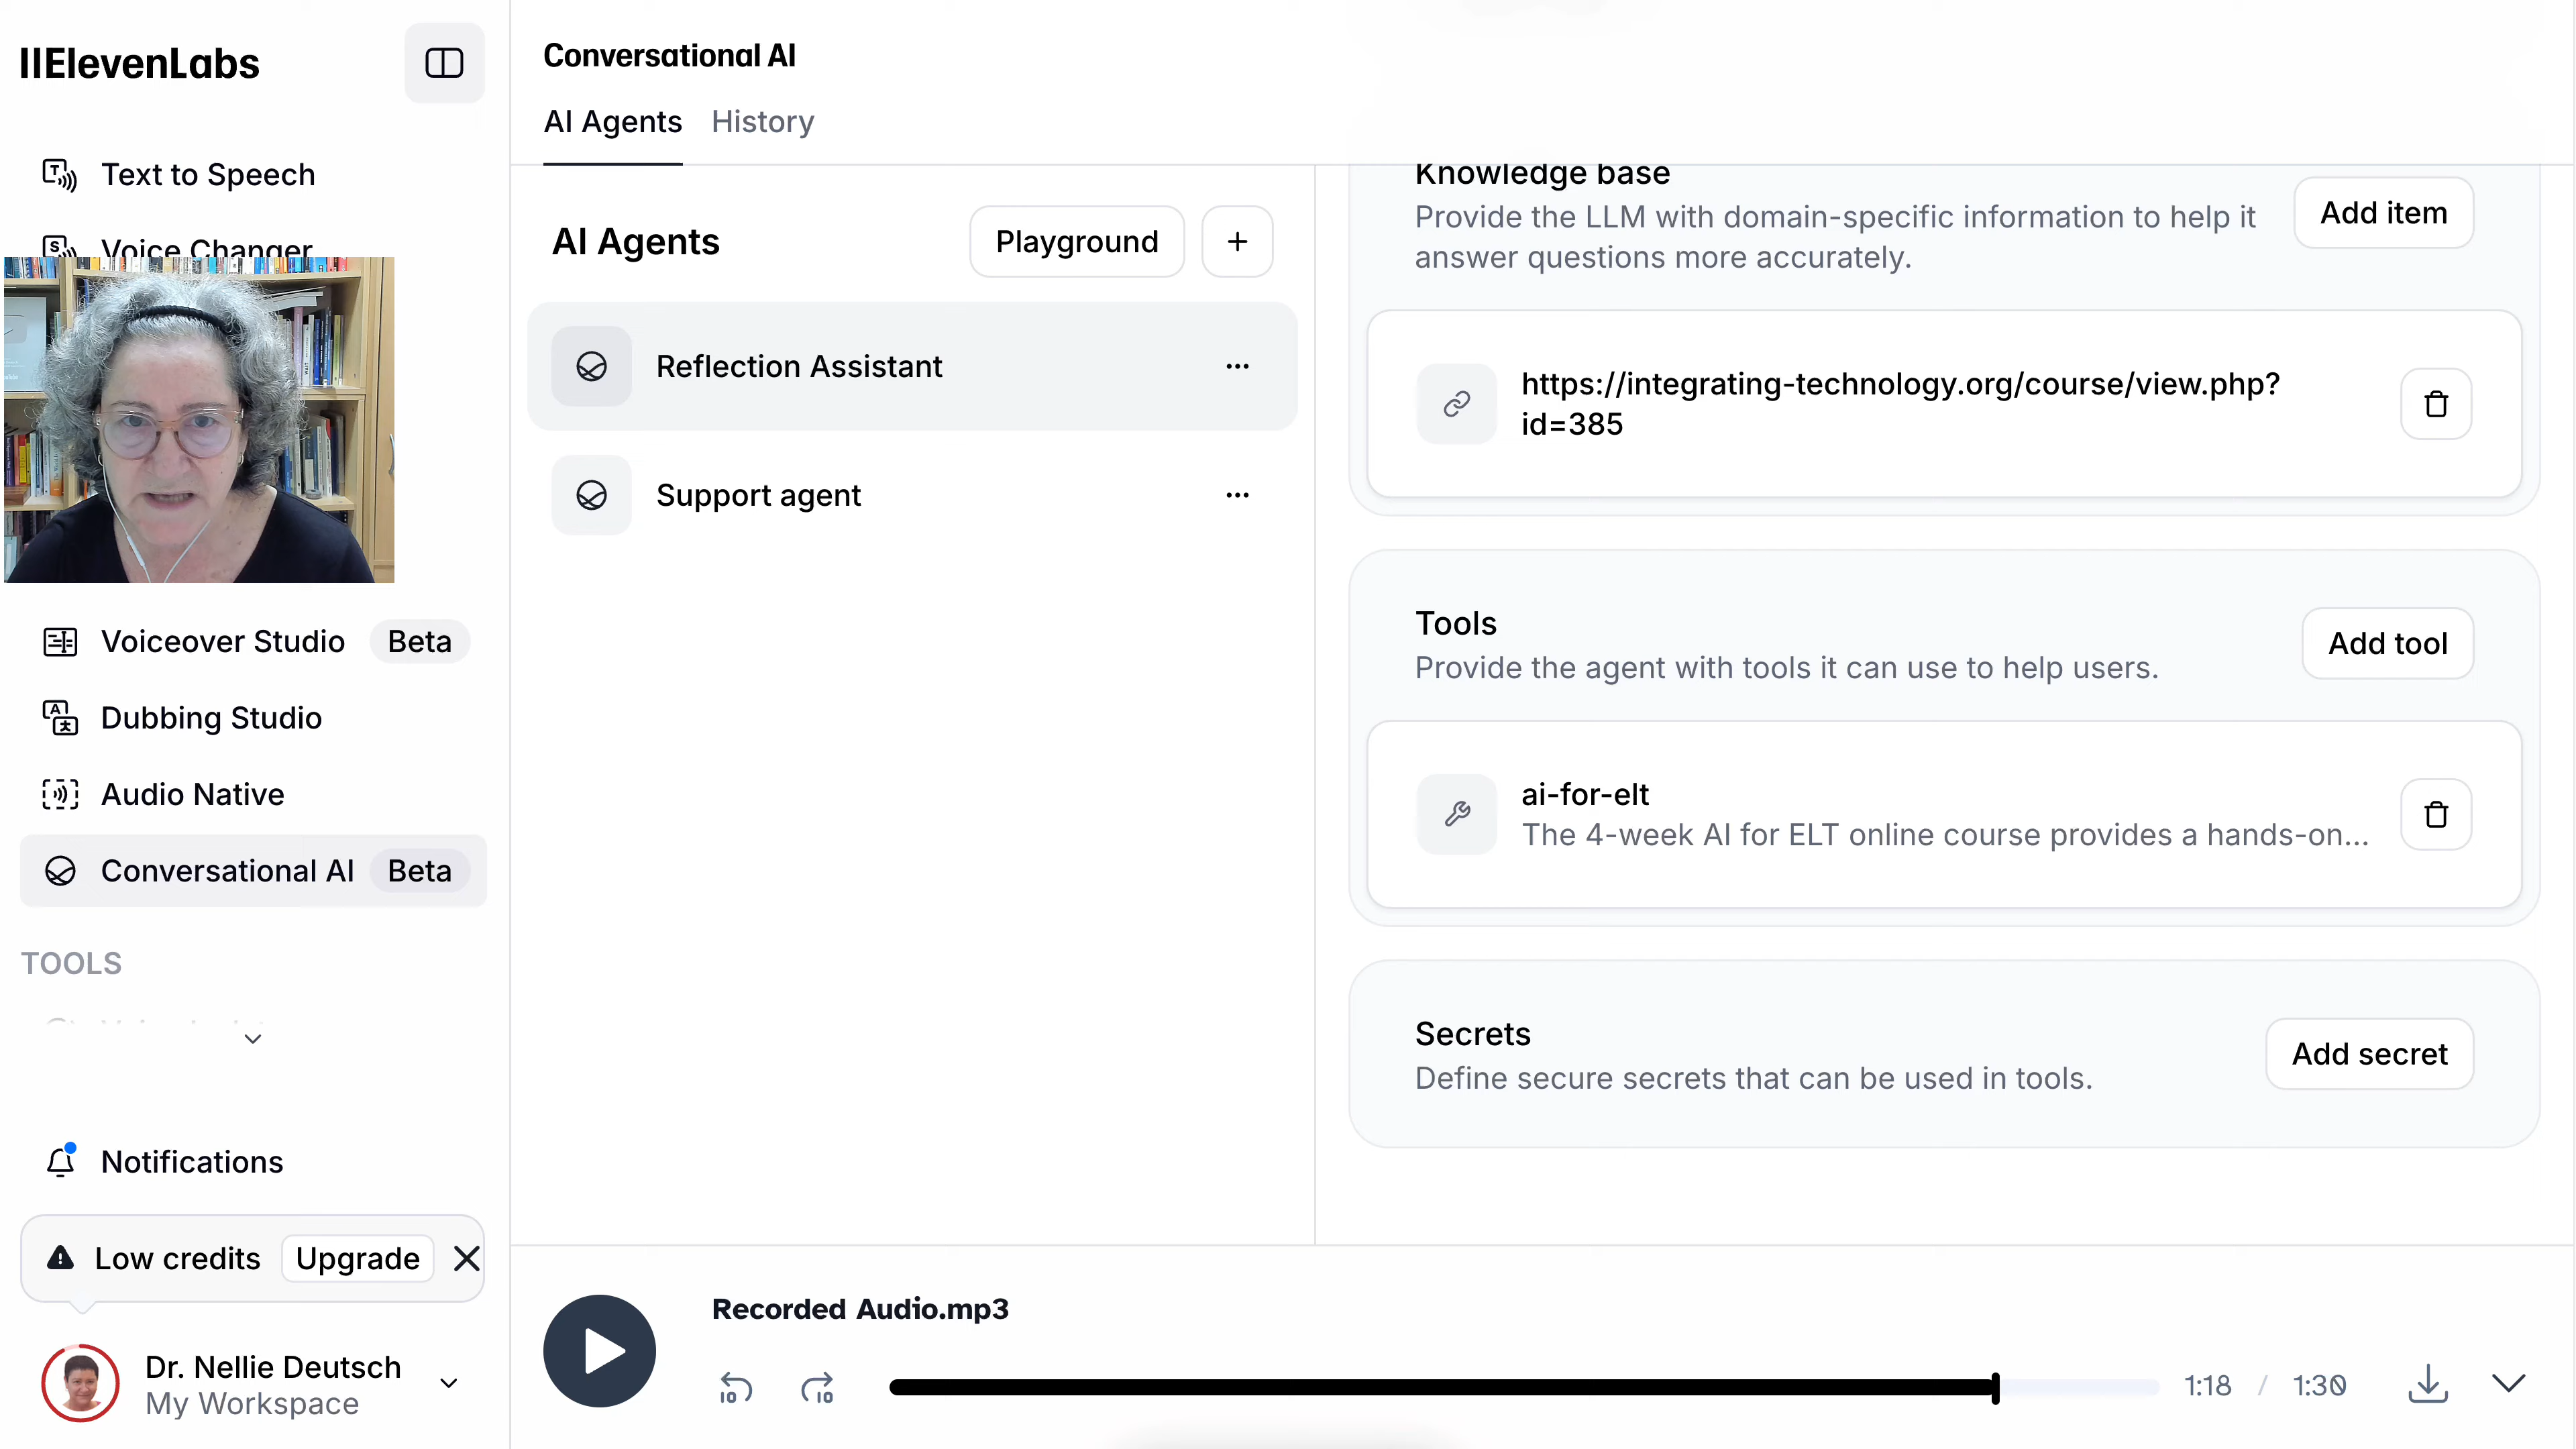 IIElevenLabs
Text to Speech
Voice Changer
Voiceover Studio Beta
Dubbing Studio
Audio Native
Conversational AI Beta
TOOLS
Notifications
Low credits Upgrade
Dr. Nellie Deutsch
My Workspace
Conversational AI
AI Agents History
AI Agents Playground +
Reflection Assistant
Support agent
Knowledge base
Add item
Provide the LLM with domain-specific information to help it
answer questions more accurately.
https://integrating-technology.org/course/view.php?
id=385
Tools
Add tool
Provide the agent with tools it can use to help users.
ai-for-elt
The 4-week AI for ELT online course provides a hands-on...
Secrets
Add secret
Define secure secrets that can be used in tools.
Recorded Audio.mp3
10 10 1:18 / 1:30